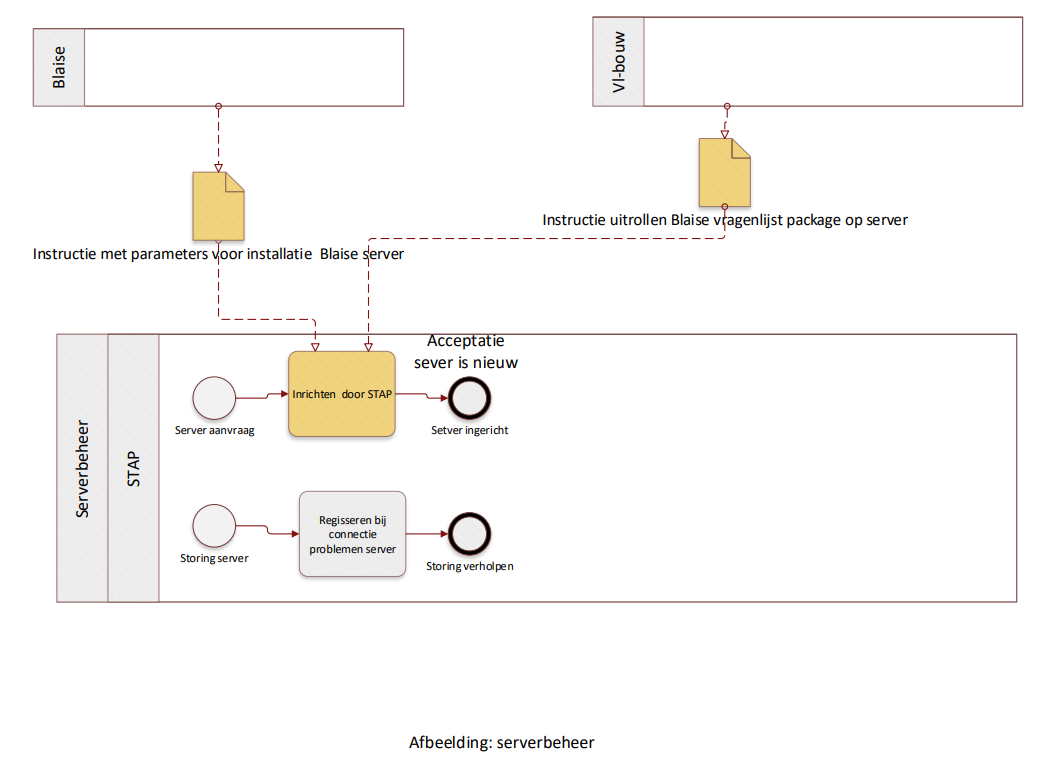 Blaise
VI-bouw
Instructie uitrollen Blaise vragenlijst package op server
Instructie met parameters voor installatie  Blaise server
Serverbeheer
STAP
Acceptatie
sever is nieuw
Inrichten  door STAP
Server aanvraag
Setver ingericht
Regisseren bij
connectie
problemen server
Storing server
Storing verholpen
Afbeelding: serverbeheer